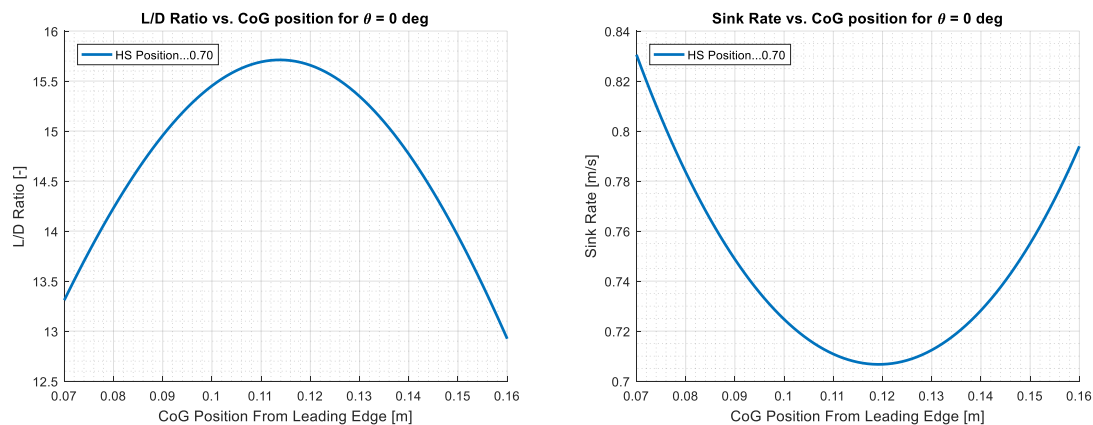 L/D Ratio vs. CoG position for θ = 0 deg
HS Position...0.70
16
15.5
15
14.5
14
13.5
13
12.5
L/D Ratio [-]
0.07 0.08 0.09 0.1 0.11 0.12 0.13 0.14 0.15 0.16
CoG Position From Leading Edge [m]
Sink Rate vs. CoG position for θ = 0 deg
HS Position...0.70
0.84
0.82
0.8
0.78
0.76
0.74
0.72
0.7
Sink Rate [m/s]
0.07 0.08 0.09 0.1 0.11 0.12 0.13 0.14 0.15 0.16
CoG Position From Leading Edge [m]